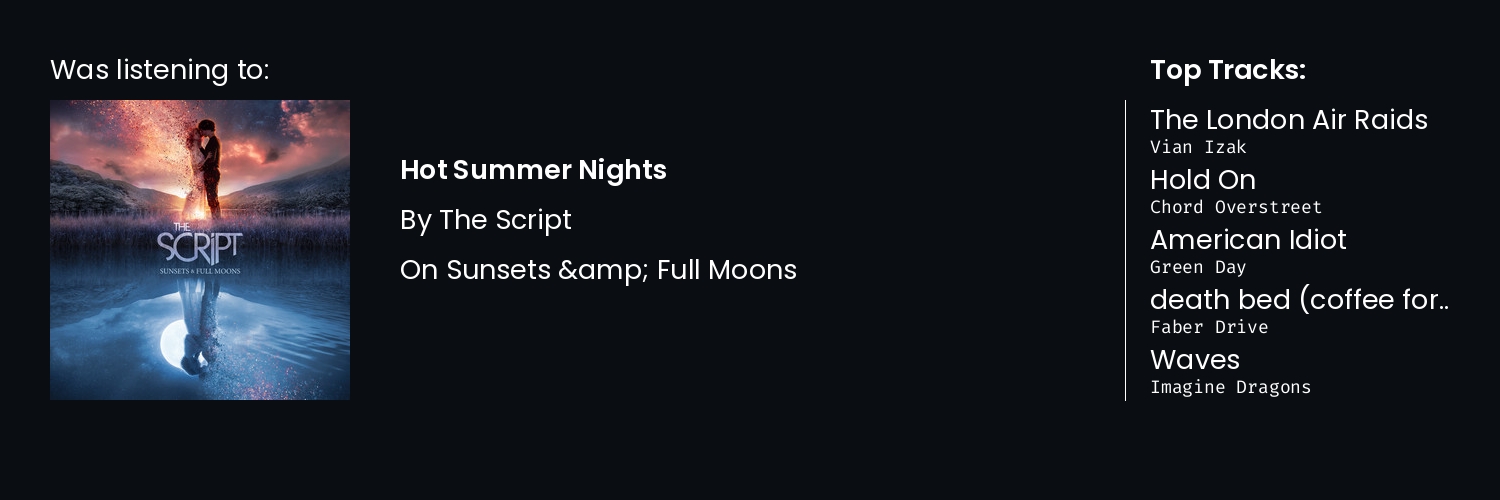 Was listening to:
THE
SCRIPT
SUNSETS & FULL MOONS
Hot Summer Nights
By The Script
On Sunsets &amp; Full Moons
Top Tracks:
The London Air Raids
Vian Izak
Hold On
Chord Overstreet
American Idiot
Green Day
death bed (coffee for..
Faber Drive
Waves
Imagine Dragons